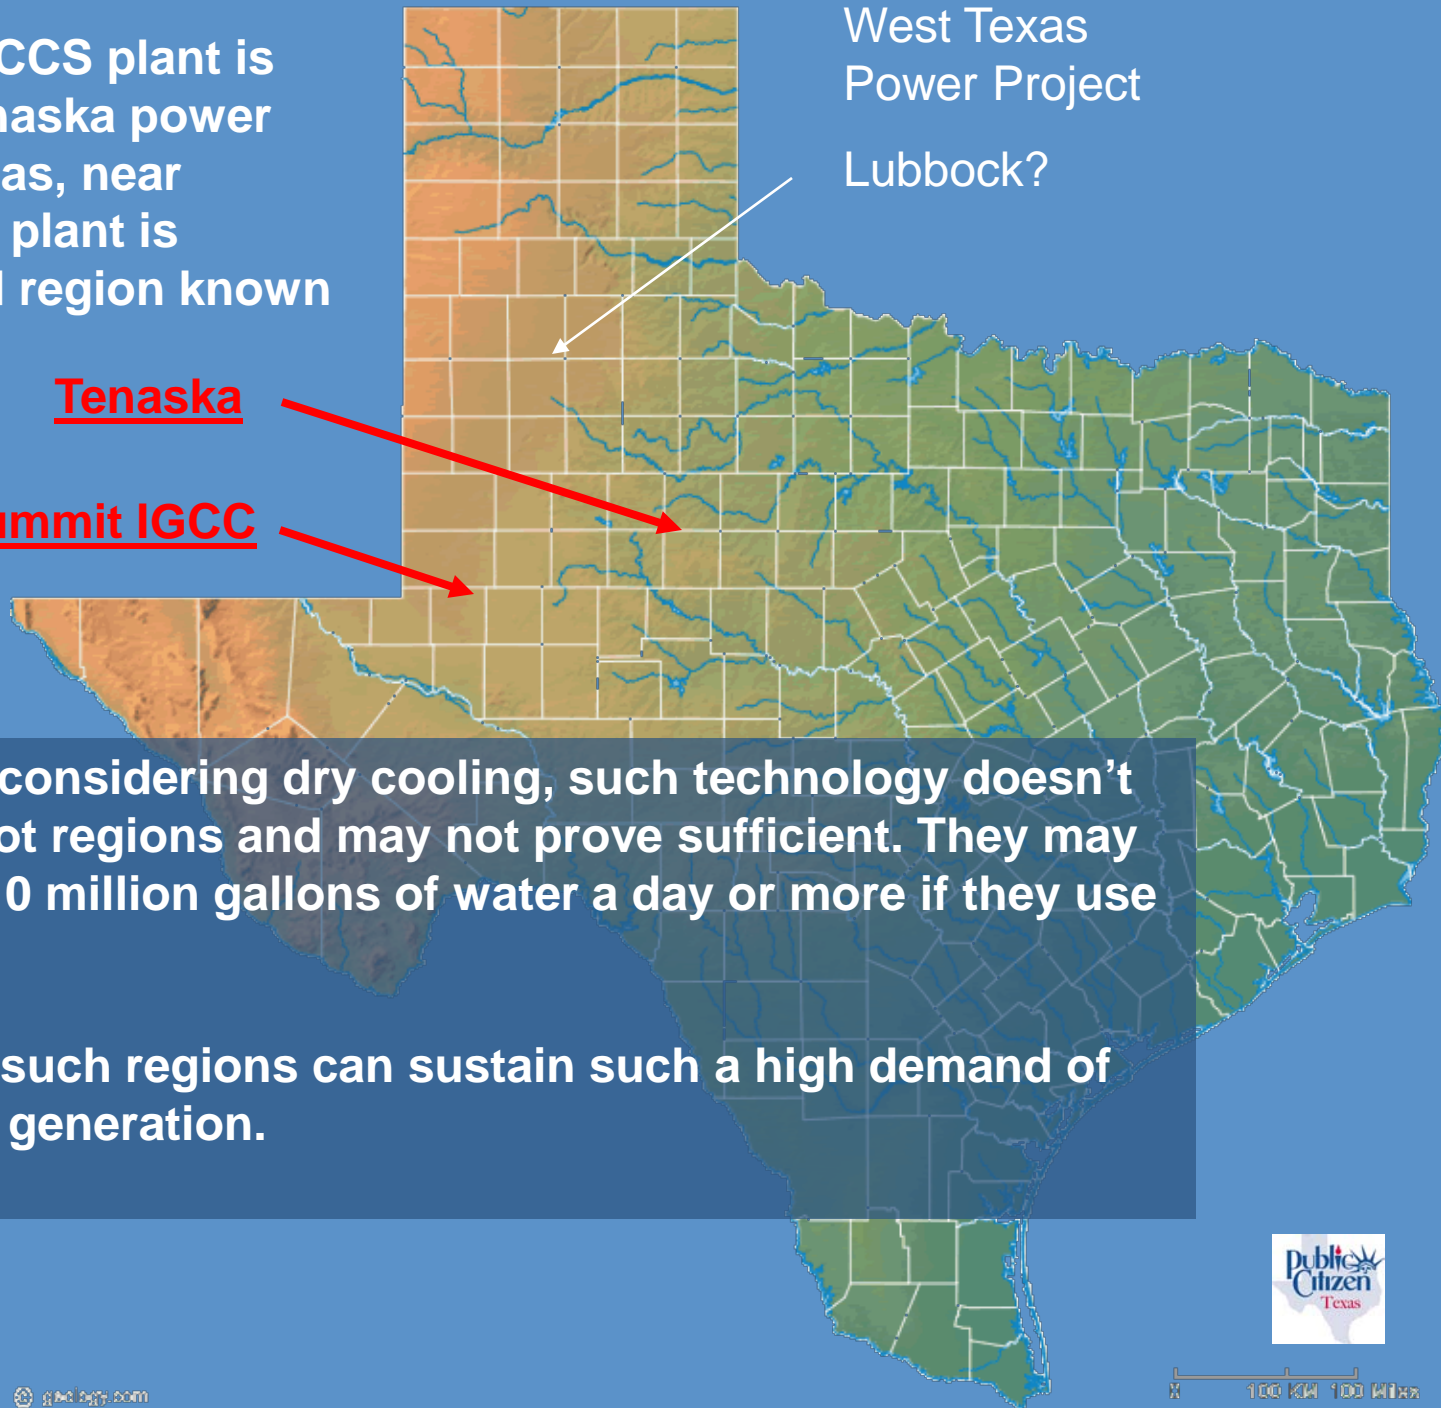 CCS plant is
naska power
as, near
plant is
l region known
West Texas
Power Project
Lubbock?
Tenaska
ummit IGCC
considering dry cooling, such technology doesn’t
ot regions and may not prove sufficient. They may
0 million gallons of water a day or more if they use
such regions can sustain such a high demand of
generation.
Public
Citizen
Texas
© geology.com
100 KM 100 Miles